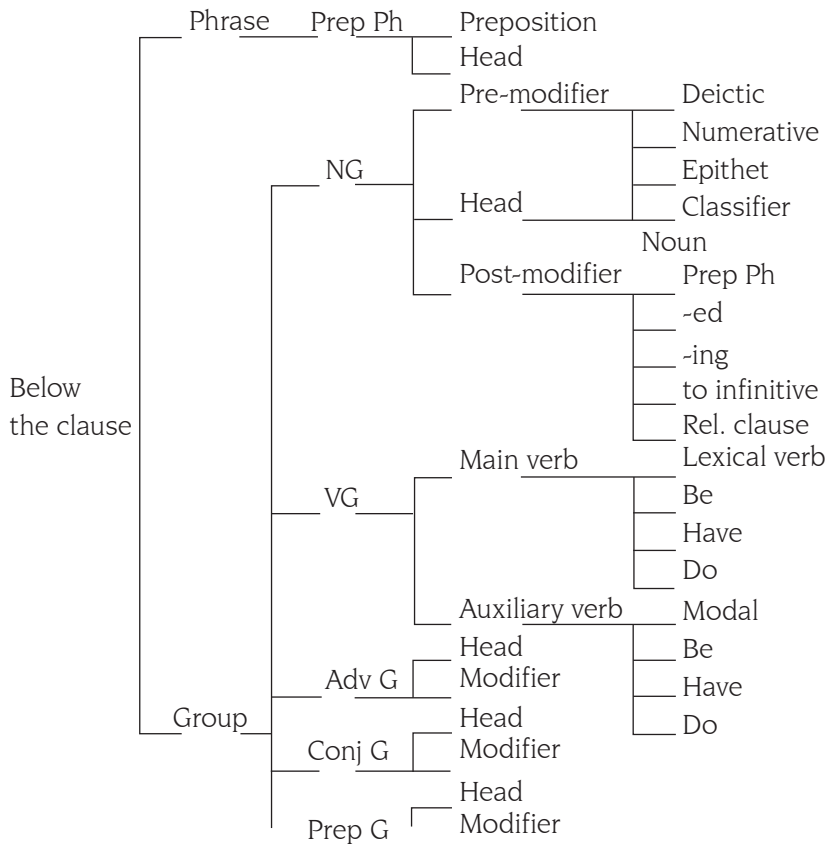 Phrase Prep Ph Preposition
Head
Pre-modifier Deictic
Numerative
NG Epithet
Head Classifier
Noun
Post-modifier Prep Ph
-ed
-ing
Below to infinitive
the clause Rel. clause
Main verb Lexical verb
VG Be
Have
Do
Auxiliary verb Modal
Head Be
Adv G Modifier Have
Group Head Do
Conj G Modifier
Head
Prep G Modifier